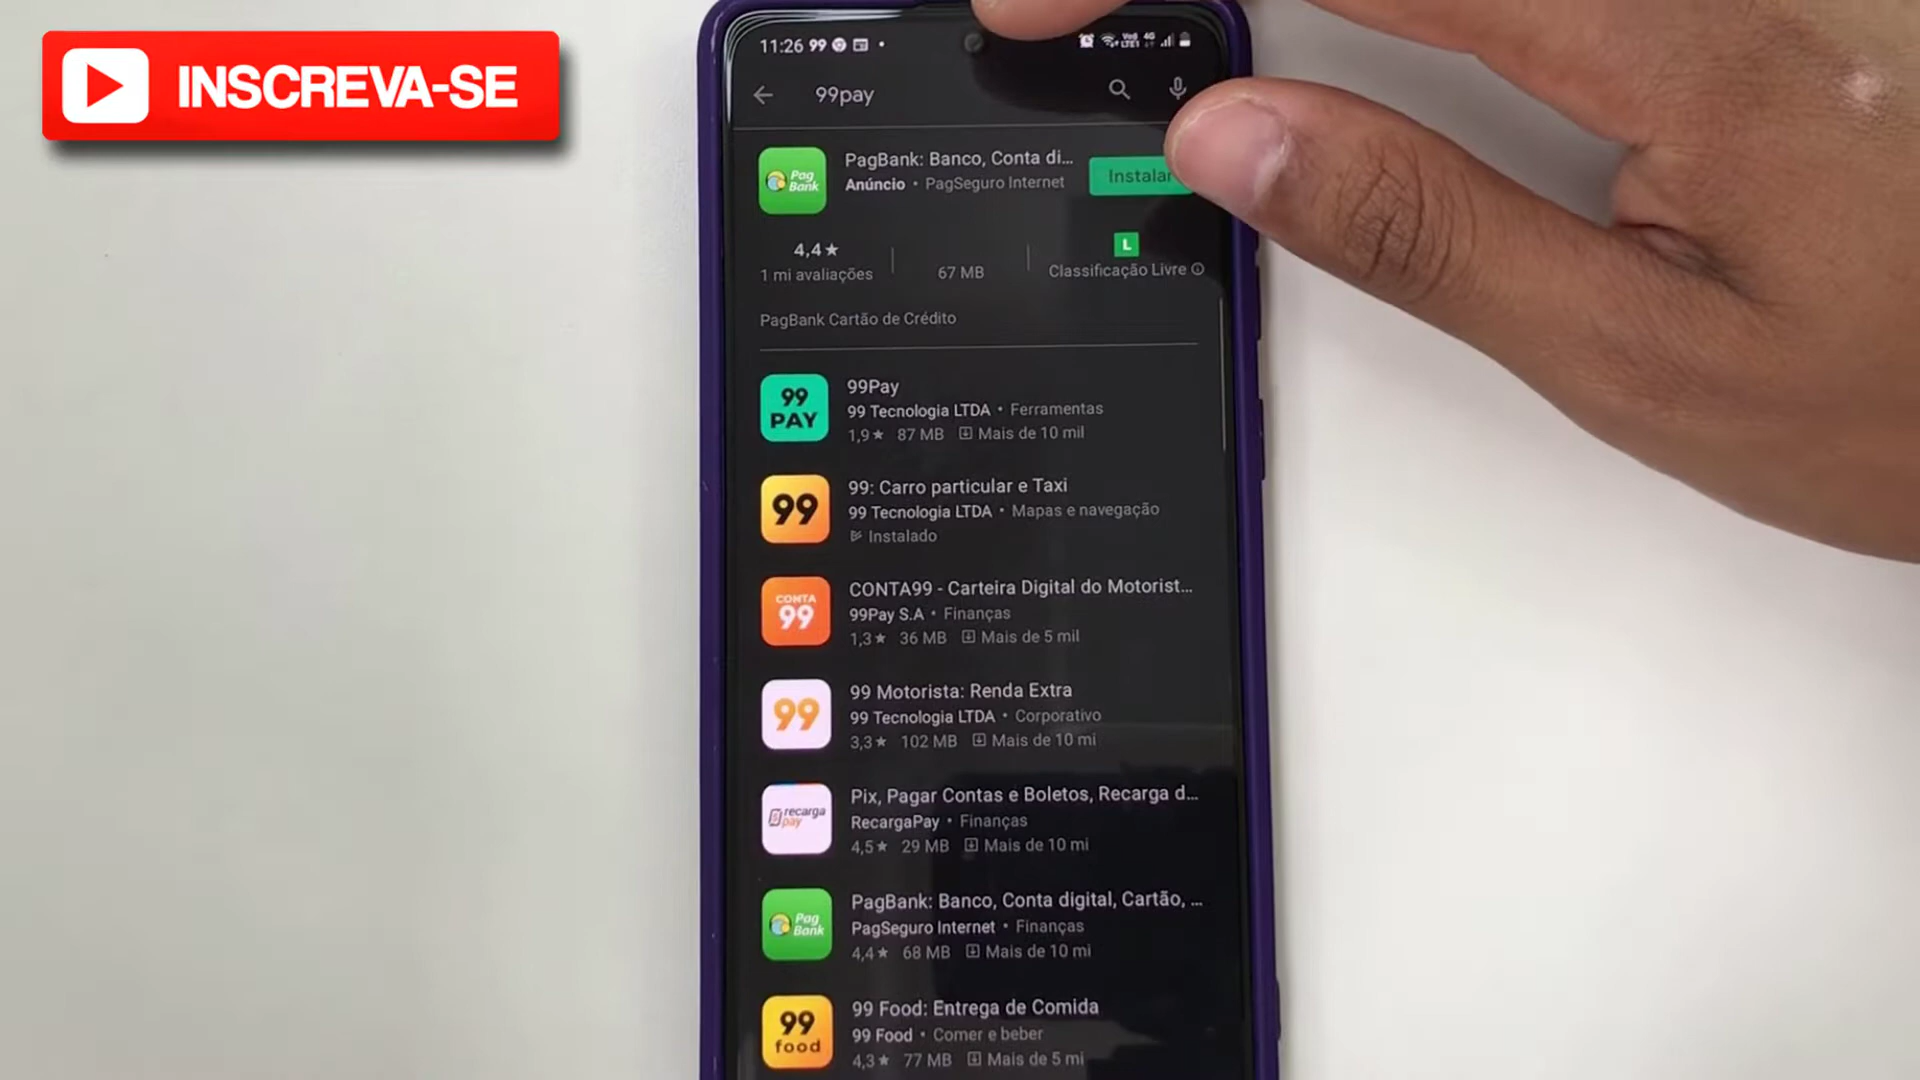 INSCREVA-SE
11:26 99
VoD 4G
LTE1
99pay
Pag
Bank
PagBank: Banco, Conta di...
Anúncio • PagSeguro Internet
Instalar
4,4★
1 mi avaliações
67 MB
L
Classificação Livre
PagBank Cartão de Crédito
99
PAY
99Pay
99 Tecnologia LTDA • Ferramentas
1,9★ 87 MB Mais de 10 mil
99
99: Carro particular e Taxi
99 Tecnologia LTDA • Mapas e navegação
Instalado
CONTA
99
CONTA99 - Carteira Digital do Motorist...
99Pay S.A • Finanças
1,3★ 36 MB Mais de 5 mil
99
99 Motorista: Renda Extra
99 Tecnologia LTDA • Corporativo
3,3★ 102 MB Mais de 10 mi
recarga
pay
Pix, Pagar Contas e Boletos, Recarga d...
RecargaPay • Finanças
4,5★ 29 MB Mais de 10 mi
Pag
Bank
PagBank: Banco, Conta digital, Cartão, ...
PagSeguro Internet • Finanças
4,4★ 68 MB Mais de 10 mi
99
food
99 Food: Entrega de Comida
99 Food • Comer e beber
4,3★ 77 MB Mais de 5 mi